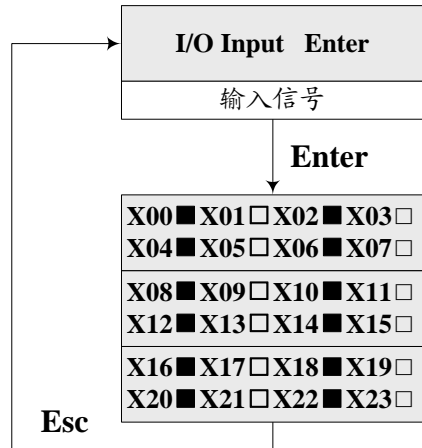 I/O Input Enter
输入信号
Enter
X00■X01□X02■X03□
X04■X05□X06■X07□
X08■X09□X10■X11□
X12■X13□X14■X15□
X16■X17□X18■X19□
X20■X21□X22■X23□
Esc